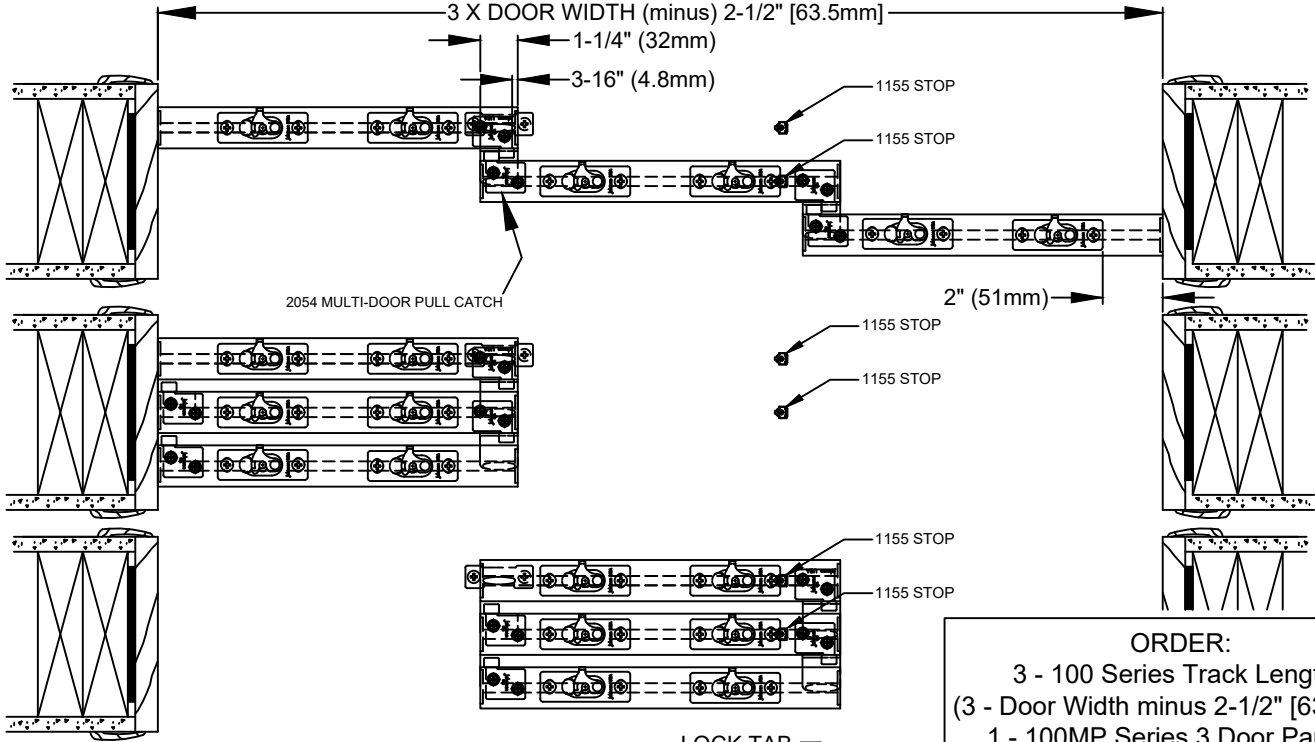 3 X DOOR WIDTH (minus) 2-1/2" [63.5mm]
1-1/4" (32mm)
3-16" (4.8mm)
1155 STOP
1155 STOP
2054 MULTI-DOOR PULL CATCH
2" (51mm)
1155 STOP
1155 STOP
1155 STOP
1155 STOP
ORDER:
3 - 100 Series Track Lengt
(3 - Door Width minus 2-1/2" [63
1 - 100MP Series 3 Door Pa
LOCK TAB